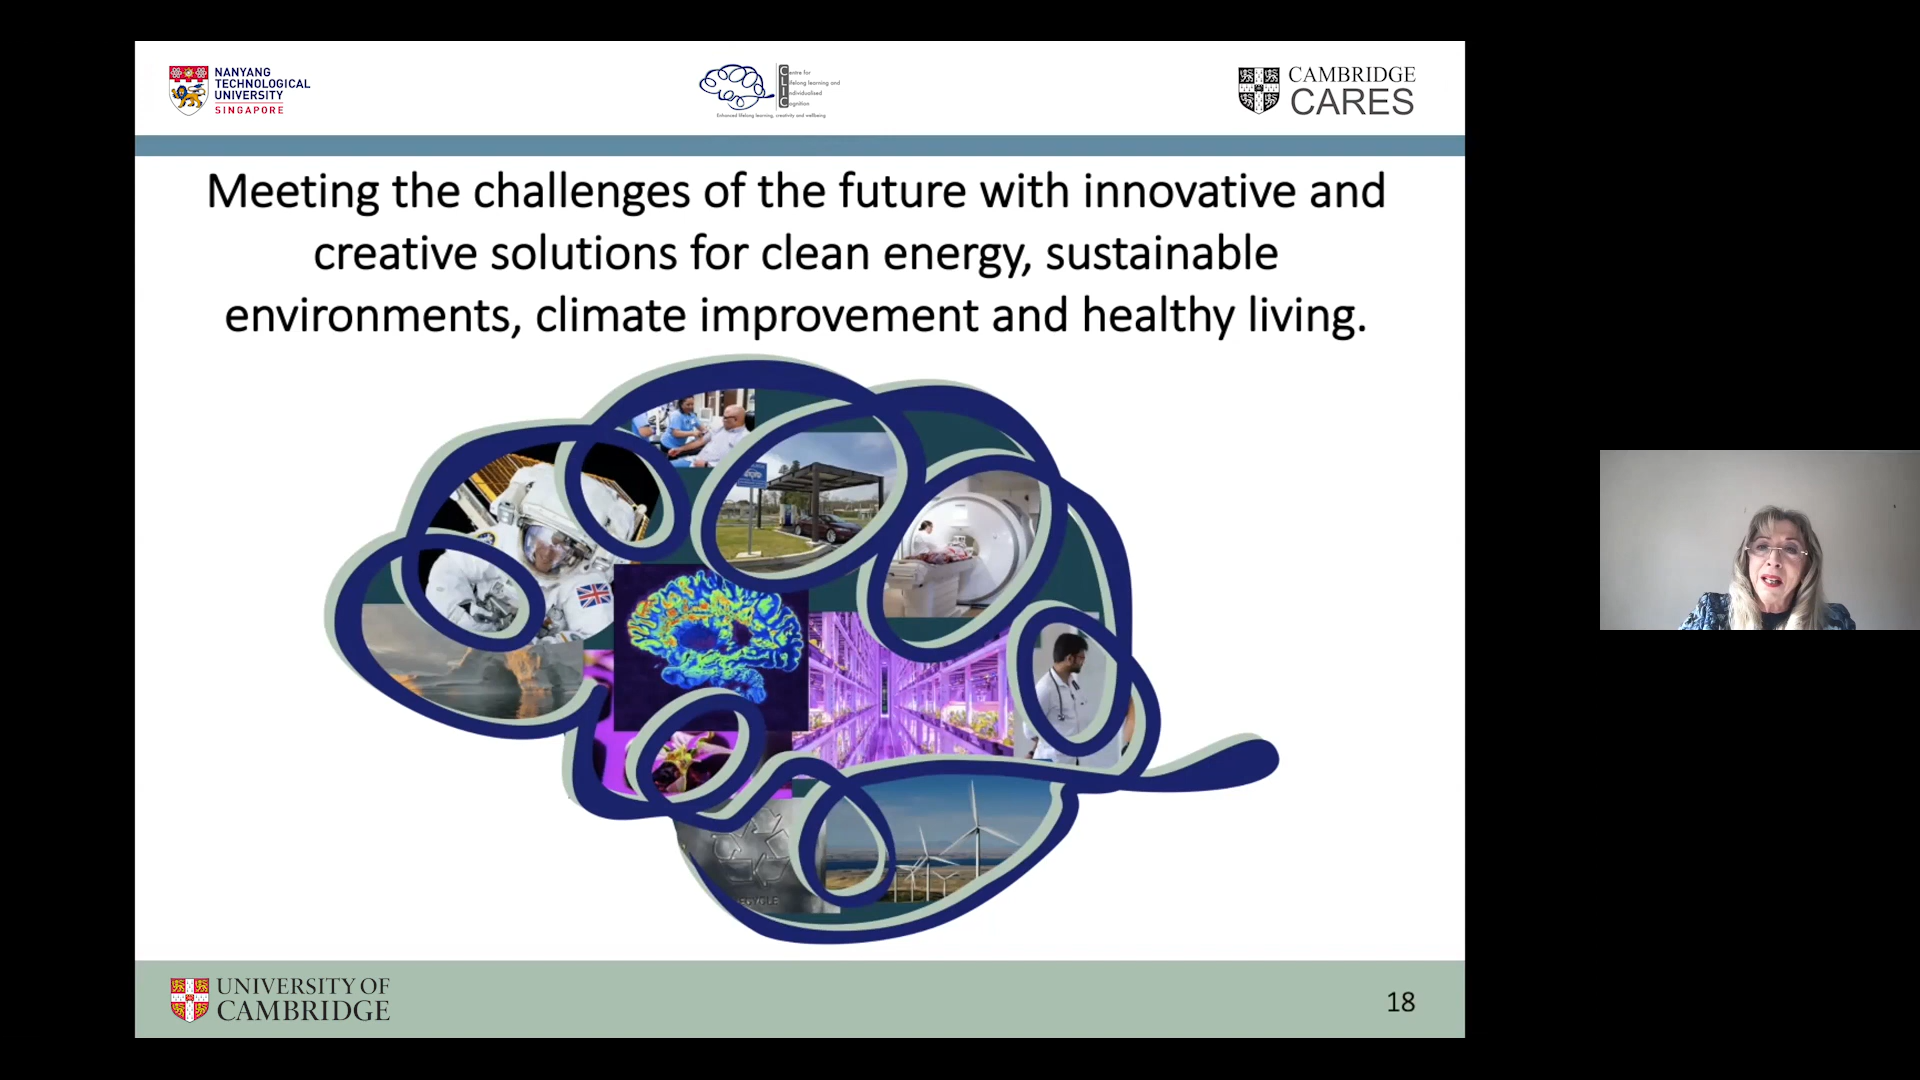 NANYANG
TECHNOLOGICAL
UNIVERSITY
SINGAPORE
Centre for
Lifelong learning and
Individualised
Cognition
Enhanced lifelong learning, creativity and wellbeing
CAMBRIDGE
CARES
Meeting the challenges of the future with innovative and
creative solutions for clean energy, sustainable
environments, climate improvement and healthy living.
UNIVERSITY OF
CAMBRIDGE
18